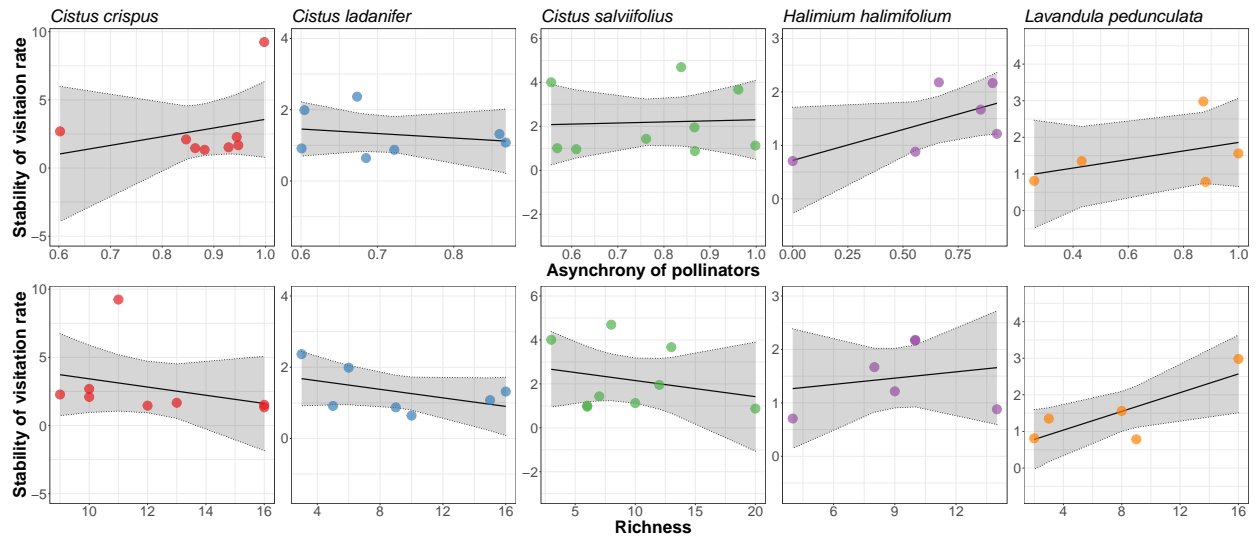 Cistus crispus Cistus ladanifer Cistus salviifolius Halimium halimifolium Lavandula pedunculata
Stability of visitaion rate
10
5
0
−5
0.6 0.7 0.8 0.9 1.0
4
2
0
0.6 0.7 0.8
6
4
2
0
−2
0.6 0.7 0.8 0.9 1.0
3
2
1
0
0.00 0.25 0.50 0.75
4
3
2
1
0
0.4 0.6 0.8 1.0
Asynchrony of pollinators
Stability of visitation rate
10
5
0
−5
10 12 14 16
4
2
0
4 6 8 10 12 14 16
6
4
2
0
−2
5 10 15 20
3
2
1
0
6 9 12
4
3
2
1
0
4 8 12 16
Richness